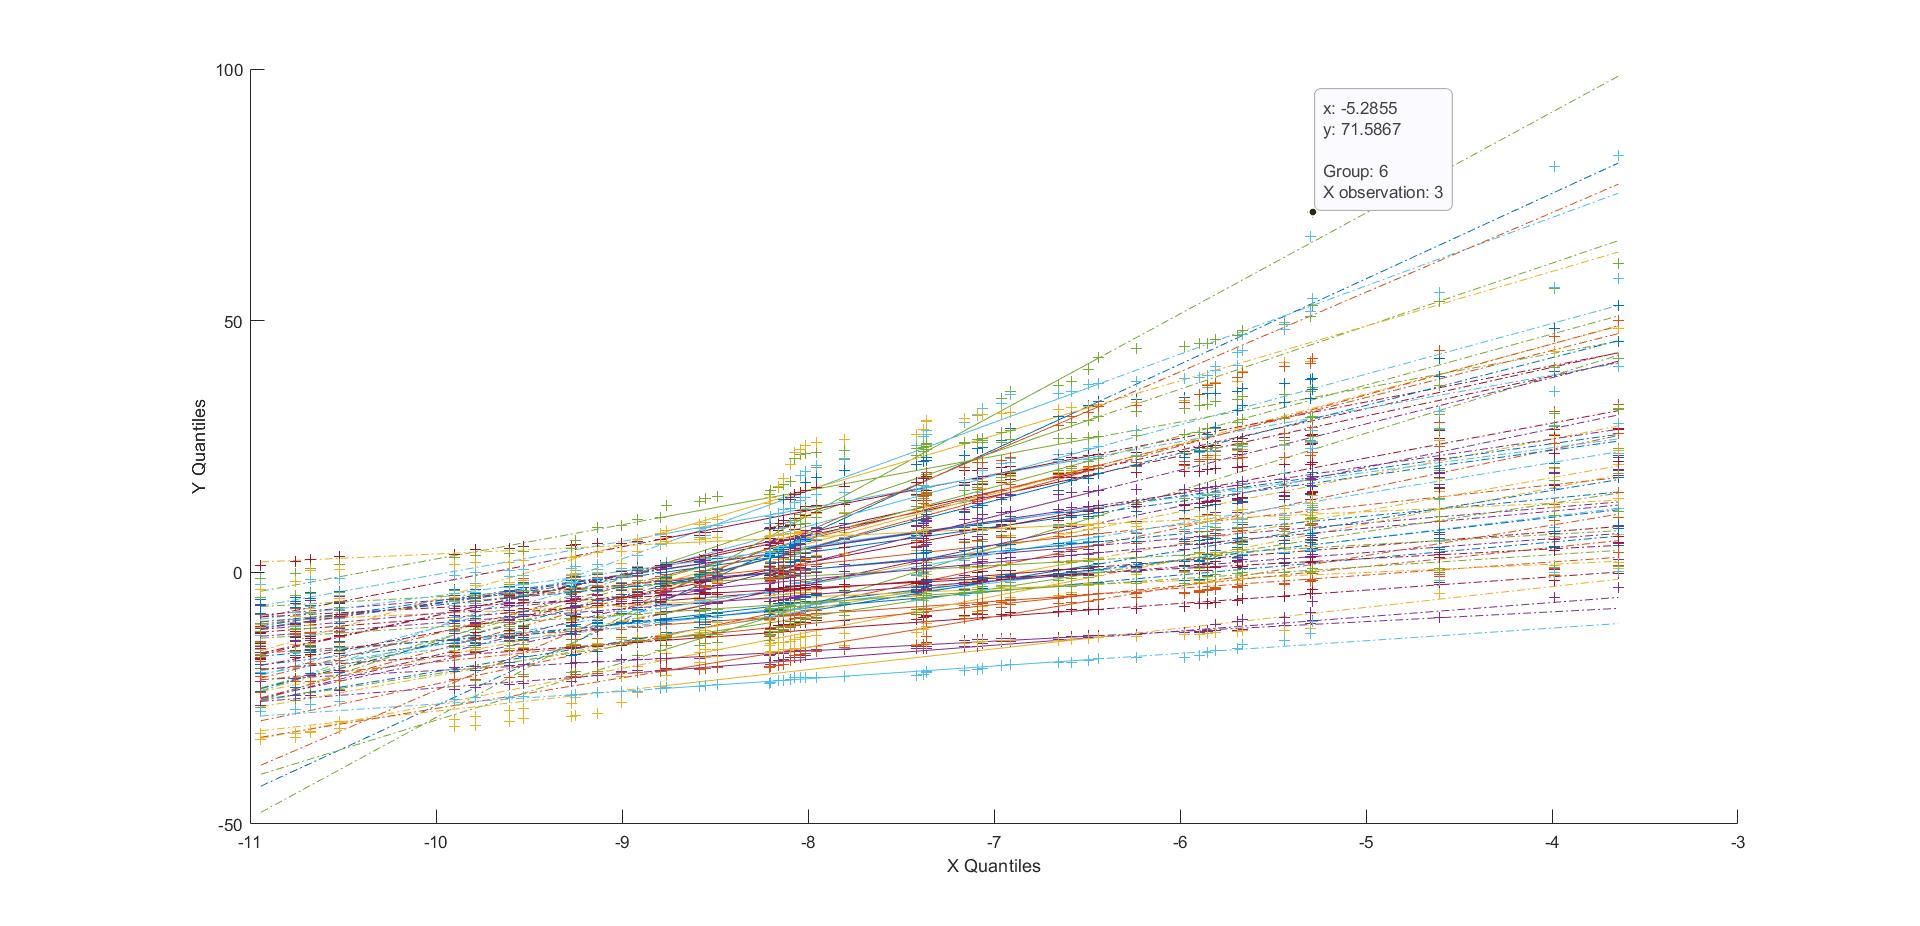 100
x: -5.2855
y: 71.5867
Group: 6
X observation: 3
50
Y Quantiles
0
-50
-11 -10 -9 -8 -7 -6 -5 -4 -3
X Quantiles